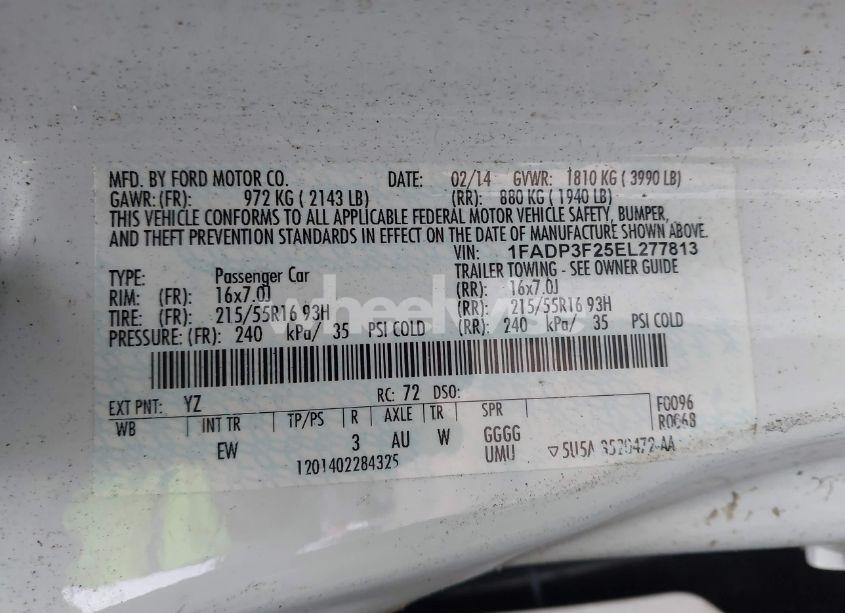 MFD. BY FORD MOTOR CO. DATE: 02/14 GVWR: 1810 KG ( 3990 LB)
GAWR: (FR): 972 KG ( 2143 LB) (RR): 880 KG ( 1940 LB)
THIS VEHICLE CONFORMS TO ALL APPLICABLE FEDERAL MOTOR VEHICLE SAFETY, BUMPER,
AND THEFT PREVENTION STANDARDS IN EFFECT ON THE DATE OF MANUFACTURE SHOWN ABOVE.
VIN: 1FADP3F25EL277813
TYPE: Passenger Car TRAILER TOWING - SEE OWNER GUIDE
RIM: (FR): 16x7.0J (RR): 16x7.0J
TIRE: (FR): 215/55R16 93H (RR): 215/55R16 93H
PRESSURE: (FR): 240 kPa/ 35 PSI COLD (RR): 240 kPa/ 35 PSI COLD
RC: 72 DSO:
EXT PNT: YZ F0096
WB INT TR TP/PS R AXLE TR SPR R0668
EW 3 AU W GGGG
UMU
1201402284325